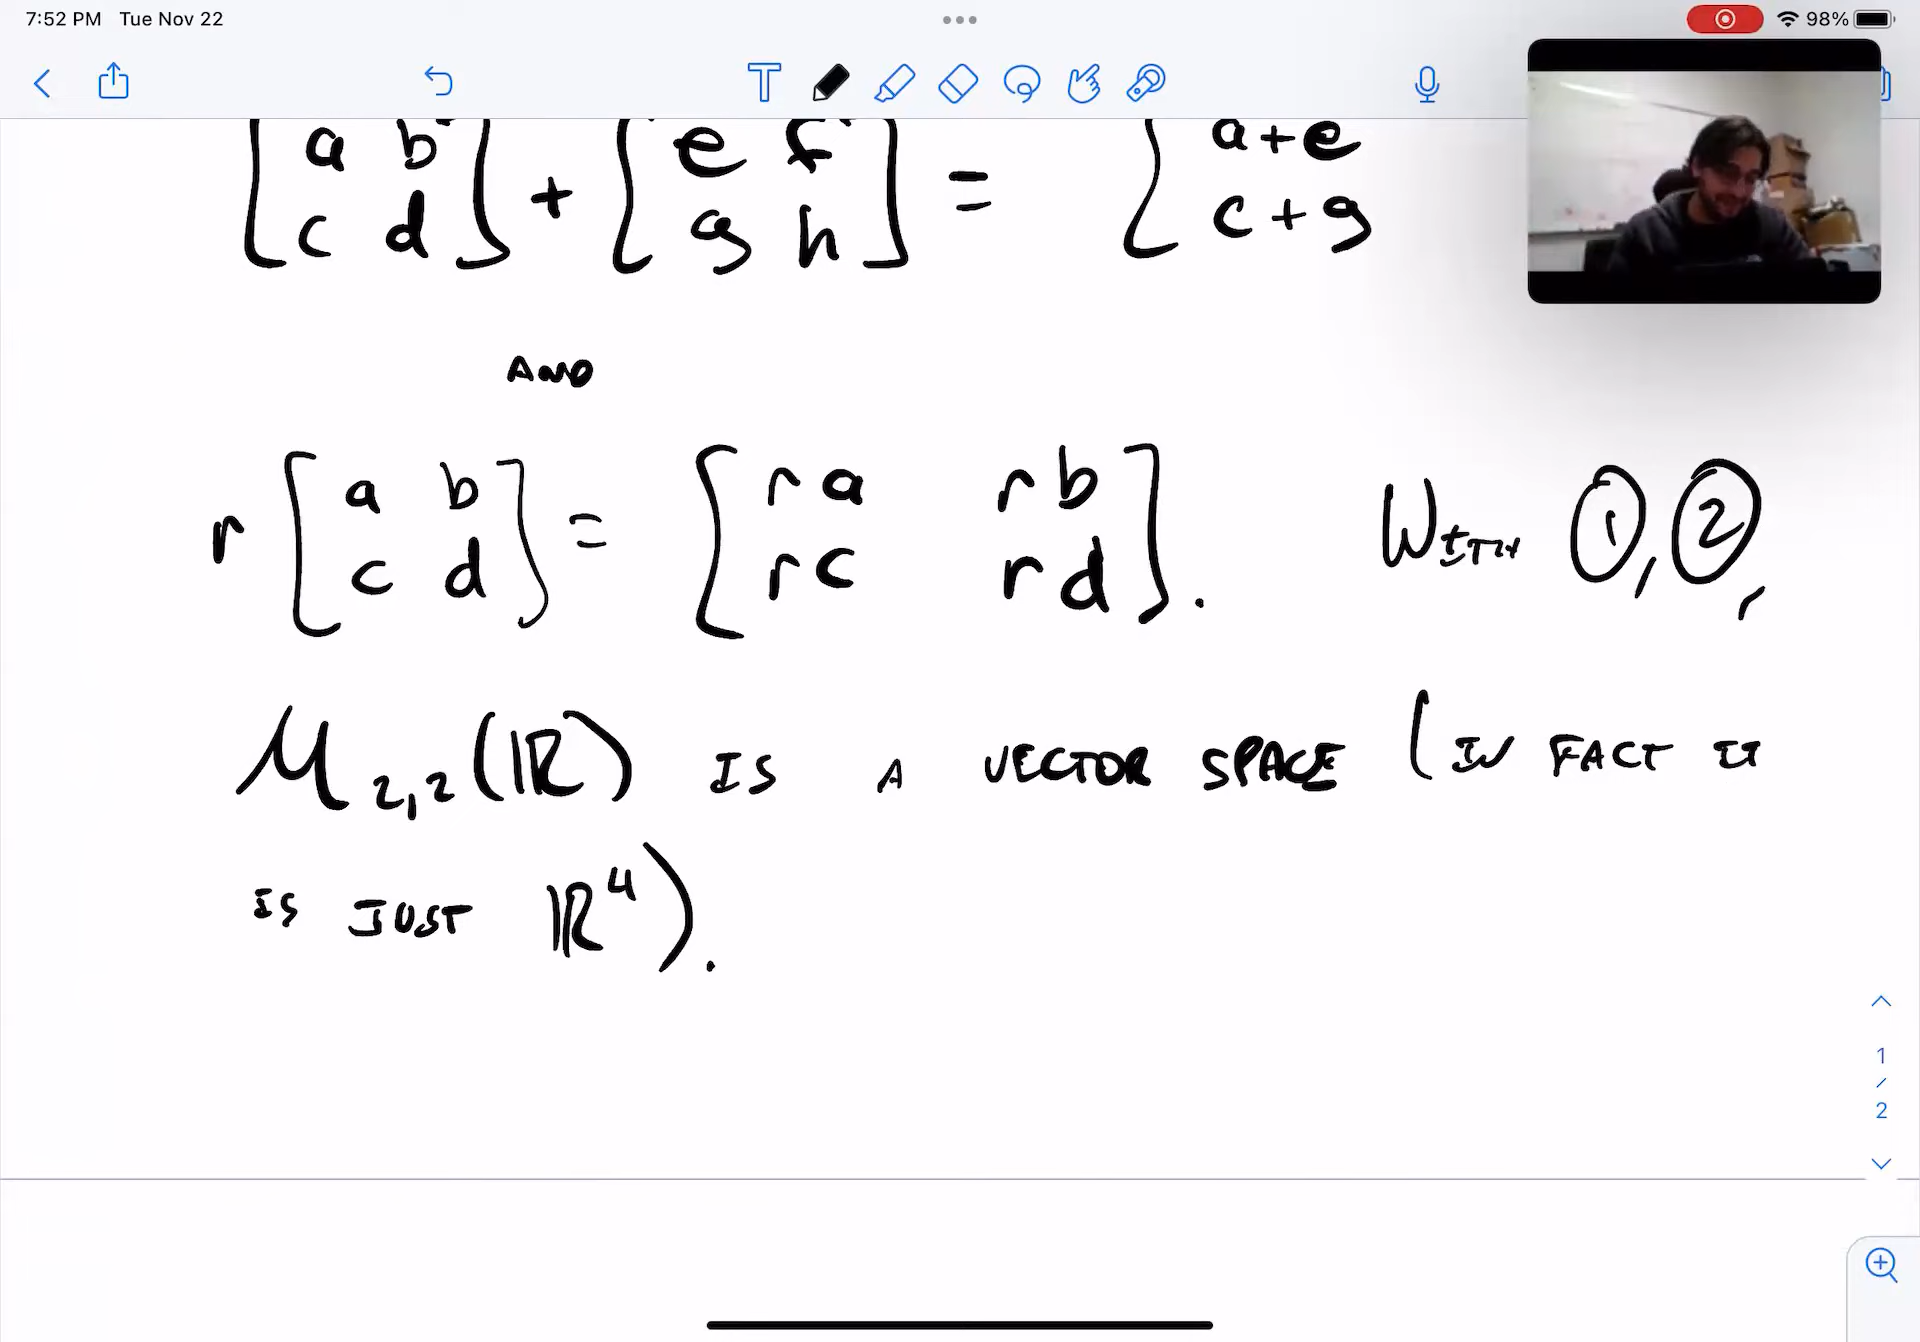 7:52 PM Tue Nov 22
98%
[a b] + [e f] = [a+e
[c d] [g h] [c+g
AND
r [a b] = [ra rb]
[c d] [rc rd]. WITH ①, ②,
M2,2(ℝ) IS A VECTOR SPACE (IN FACT IT
IS JUST ℝ⁴).
1
/
2